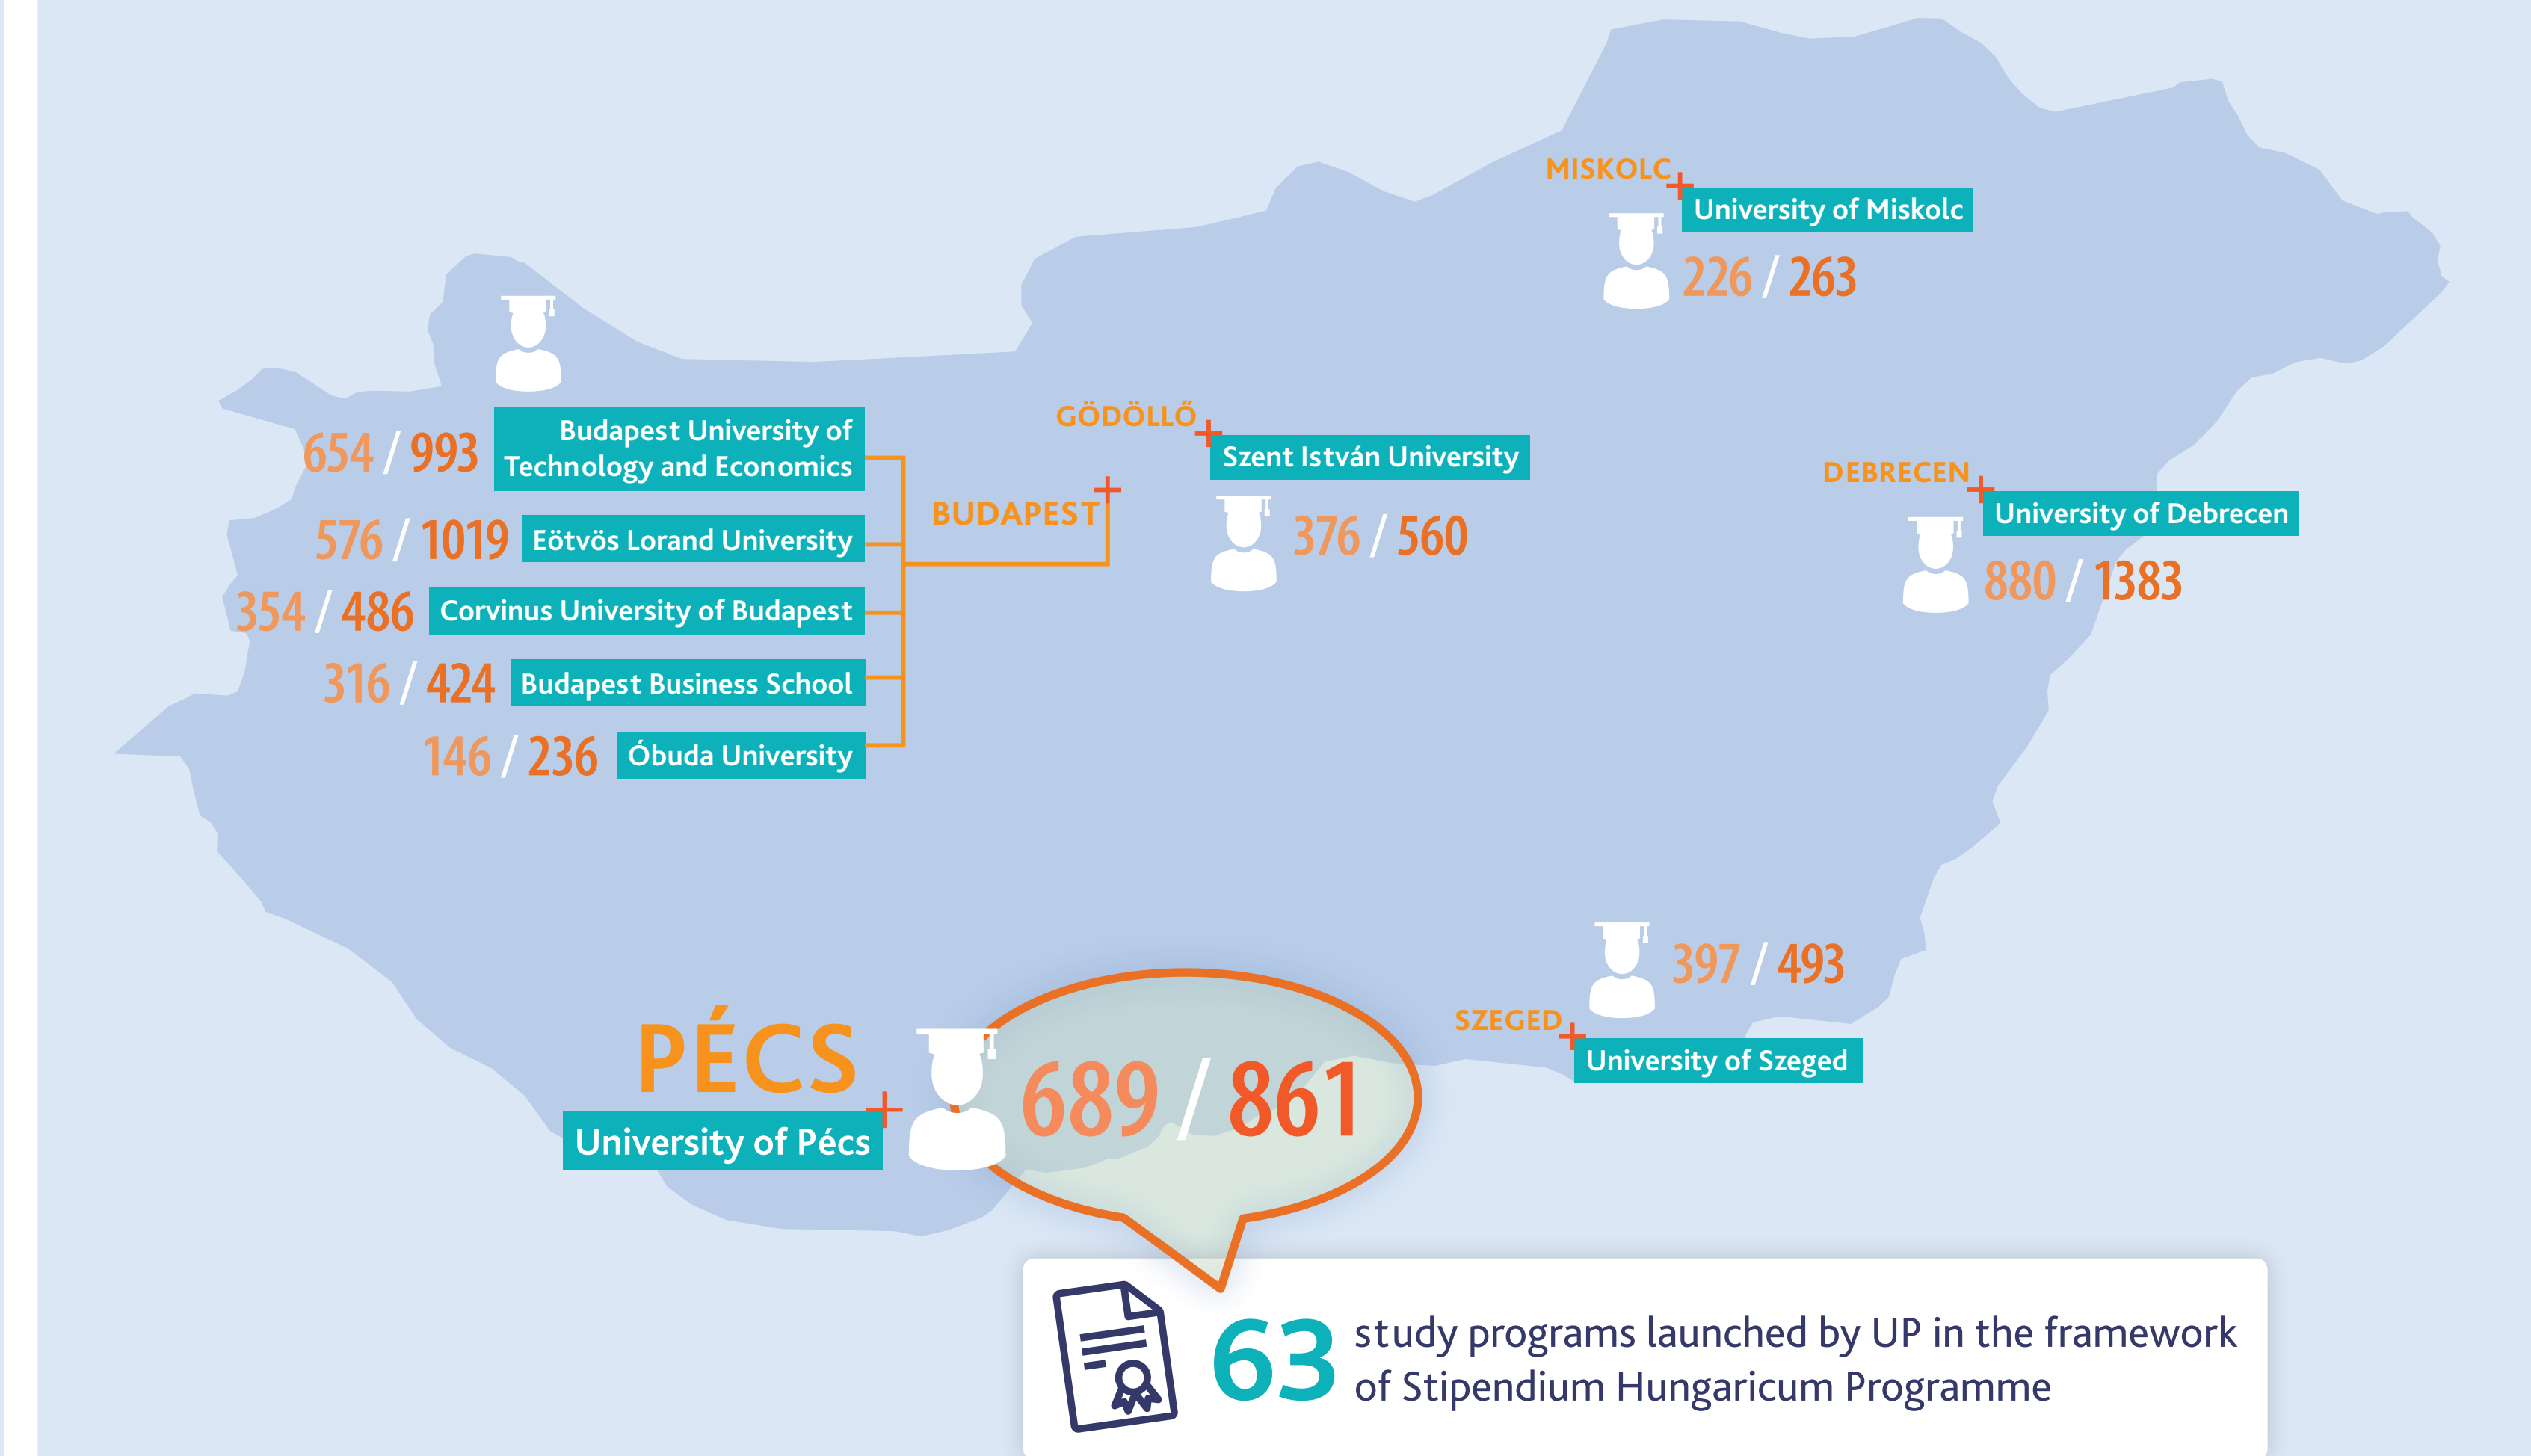 MISKOLC
University of Miskolc
226 / 263
654 / 993
Budapest University of
Technology and Economics
576 / 1019
Eötvös Lorand University
354 / 486
Corvinus University of Budapest
316 / 424
Budapest Business School
146 / 236
Óbuda University
BUDAPEST
GÖDÖLLŐ
Szent István University
376 / 560
DEBRECEN
University of Debrecen
880 / 1383
397 / 493
SZEGED
University of Szeged
PÉCS
University of Pécs
689 / 861
63
study programs launched by UP in the framework
of Stipendium Hungaricum Programme